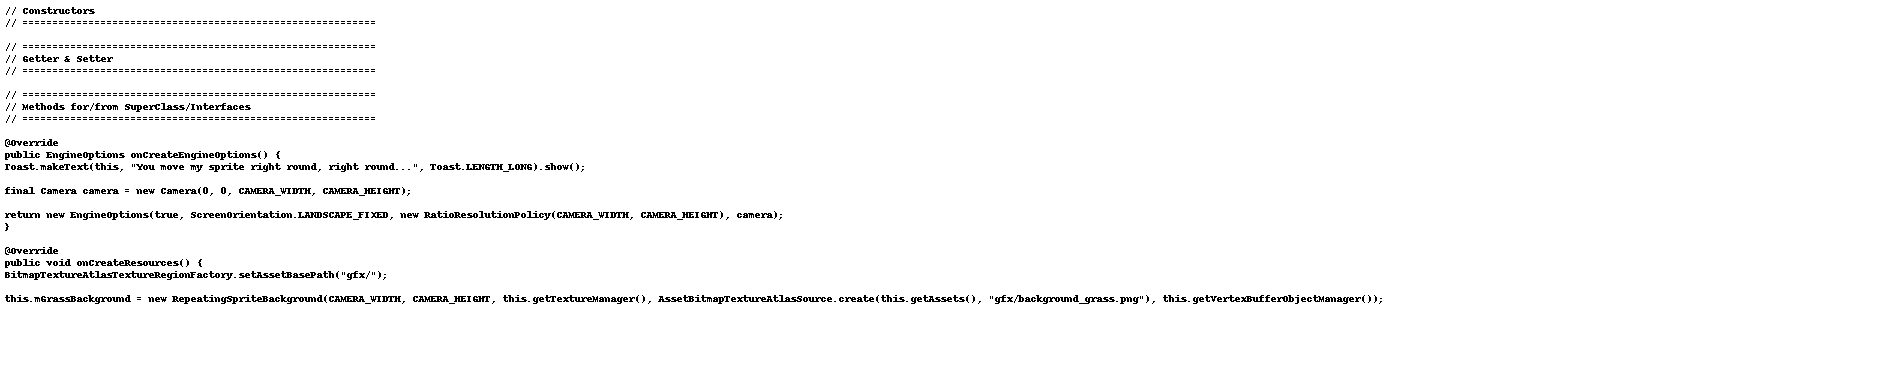 // Constructors
// ===========================================================
// ===========================================================
// Getter & Setter
// ===========================================================
// ===========================================================
// Methods for/from SuperClass/Interfaces
// ===========================================================
@Override
public EngineOptions onCreateEngineOptions() {
Toast.makeText(this, "You move my sprite right round, right round...", Toast.LENGTH_LONG).show();
final Camera camera = new Camera(0, 0, CAMERA_WIDTH, CAMERA_HEIGHT);
return new EngineOptions(true, ScreenOrientation.LANDSCAPE_FIXED, new RatioResolutionPolicy(CAMERA_WIDTH, CAMERA_HEIGHT), camera);
}
@Override
public void onCreateResources() {
BitmapTextureAtlasTextureRegionFactory.setAssetBasePath("gfx/");
this.mGrassBackground = new RepeatingSpriteBackground(CAMERA_WIDTH, CAMERA_HEIGHT, this.getTextureManager(), AssetBitmapTextureAtlasSource.create(this.getAssets(), "gfx/background_grass.png"), this.getVertexBufferObjectManager());